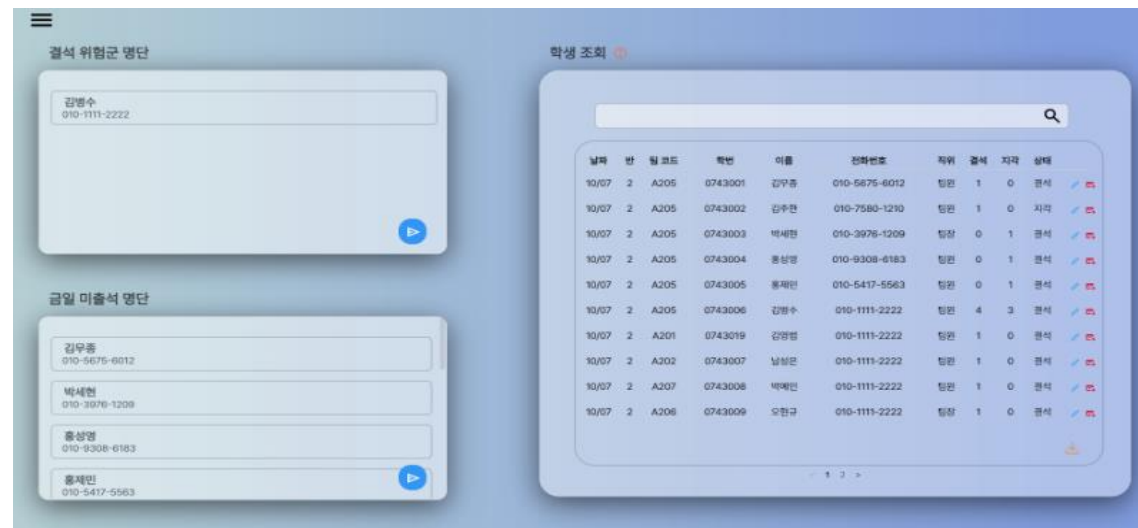 결석 위험군 명단
김병수
010-1111-2222
금일 미출석 명단
김무종
010-5675-6012
박세현
010-3976-1209
홍상영
010-9308-6183
홍제민
010-5417-5563
학생 조회
날짜 반 팀 코드 학번 이름 전화번호 직위 결석 지각 상태
10/07 2 A205 0743001 김무종 010-5675-6012 팀원 1 0 결석
10/07 2 A205 0743002 김주현 010-7580-1210 팀원 1 0 지각
10/07 2 A205 0743003 박세현 010-3976-1209 팀장 0 1 결석
10/07 2 A205 0743004 홍상영 010-9308-6183 팀원 0 1 결석
10/07 2 A205 0743005 홍제민 010-5417-5563 팀원 0 1 결석
10/07 2 A205 0743006 김병수 010-1111-2222 팀원 4 3 결석
10/07 2 A201 0743019 김영범 010-1111-2222 팀원 1 0 결석
10/07 2 A202 0743007 남성은 010-1111-2222 팀원 1 0 결석
10/07 2 A207 0743008 010-1111-2222 팀원 1 0 결석
10/07 2 A206 0743009 오현규 010-1111-2222 팀장 1 0 결석
< 1 2 >